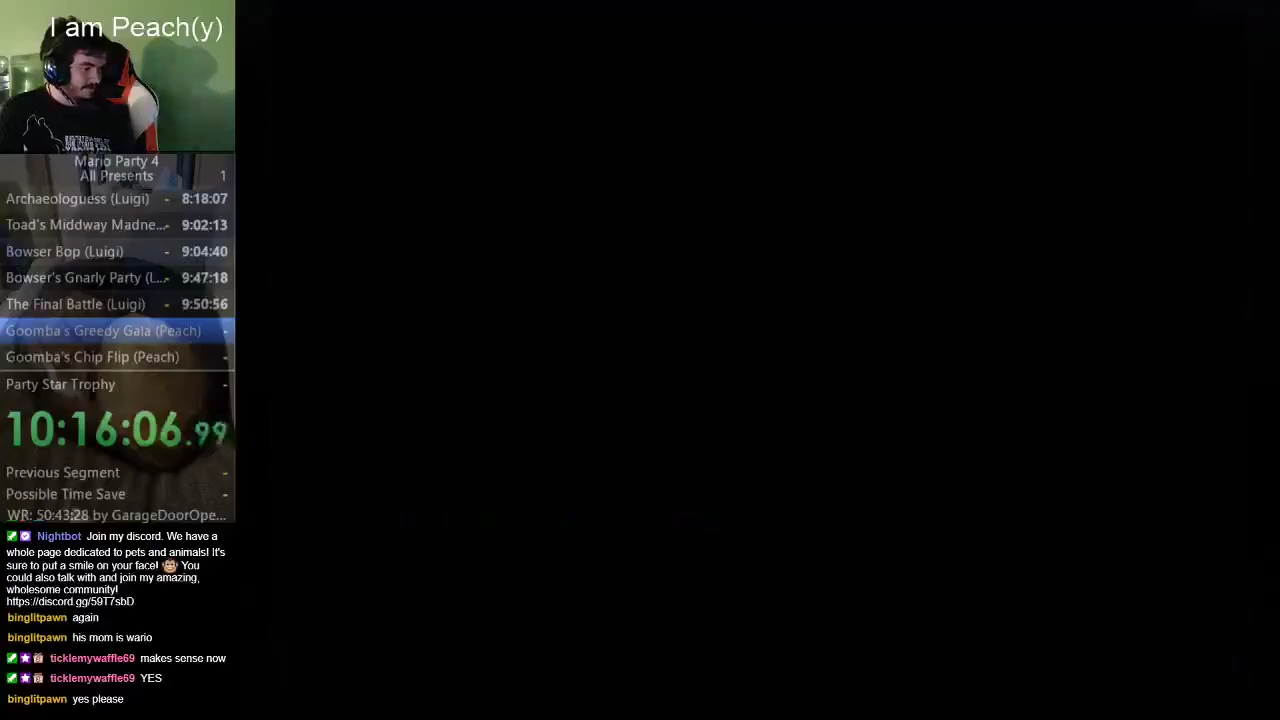 I am Peach(y)
Mario Party 4
All Presents 1
Archaeologuess (Luigi) - 8:18:07
Toad's Middway Madne... - 9:02:13
Bowser Bop (Luigi) - 9:04:40
Bowser's Gnarly Party (L... - 9:47:18
The Final Battle (Luigi) - 9:50:56
Goomba's Greedy Gala (Peach) -
Goomba's Chip Flip (Peach) -
Party Star Trophy -
10:16:06.99
Previous Segment -
Possible Time Save -
WR: 50:43:28 by GarageDoorOpe...
Nightbot Join my discord. We have a
whole page dedicated to pets and animals! It's
sure to put a smile on your face! You
could also talk with and join my amazing,
wholesome community!
https://discord.gg/59T7sbD
binglitpawn again
binglitpawn his mom is wario
ticklemywaffle69 makes sense now
ticklemywaffle69 YES
binglitpawn yes please